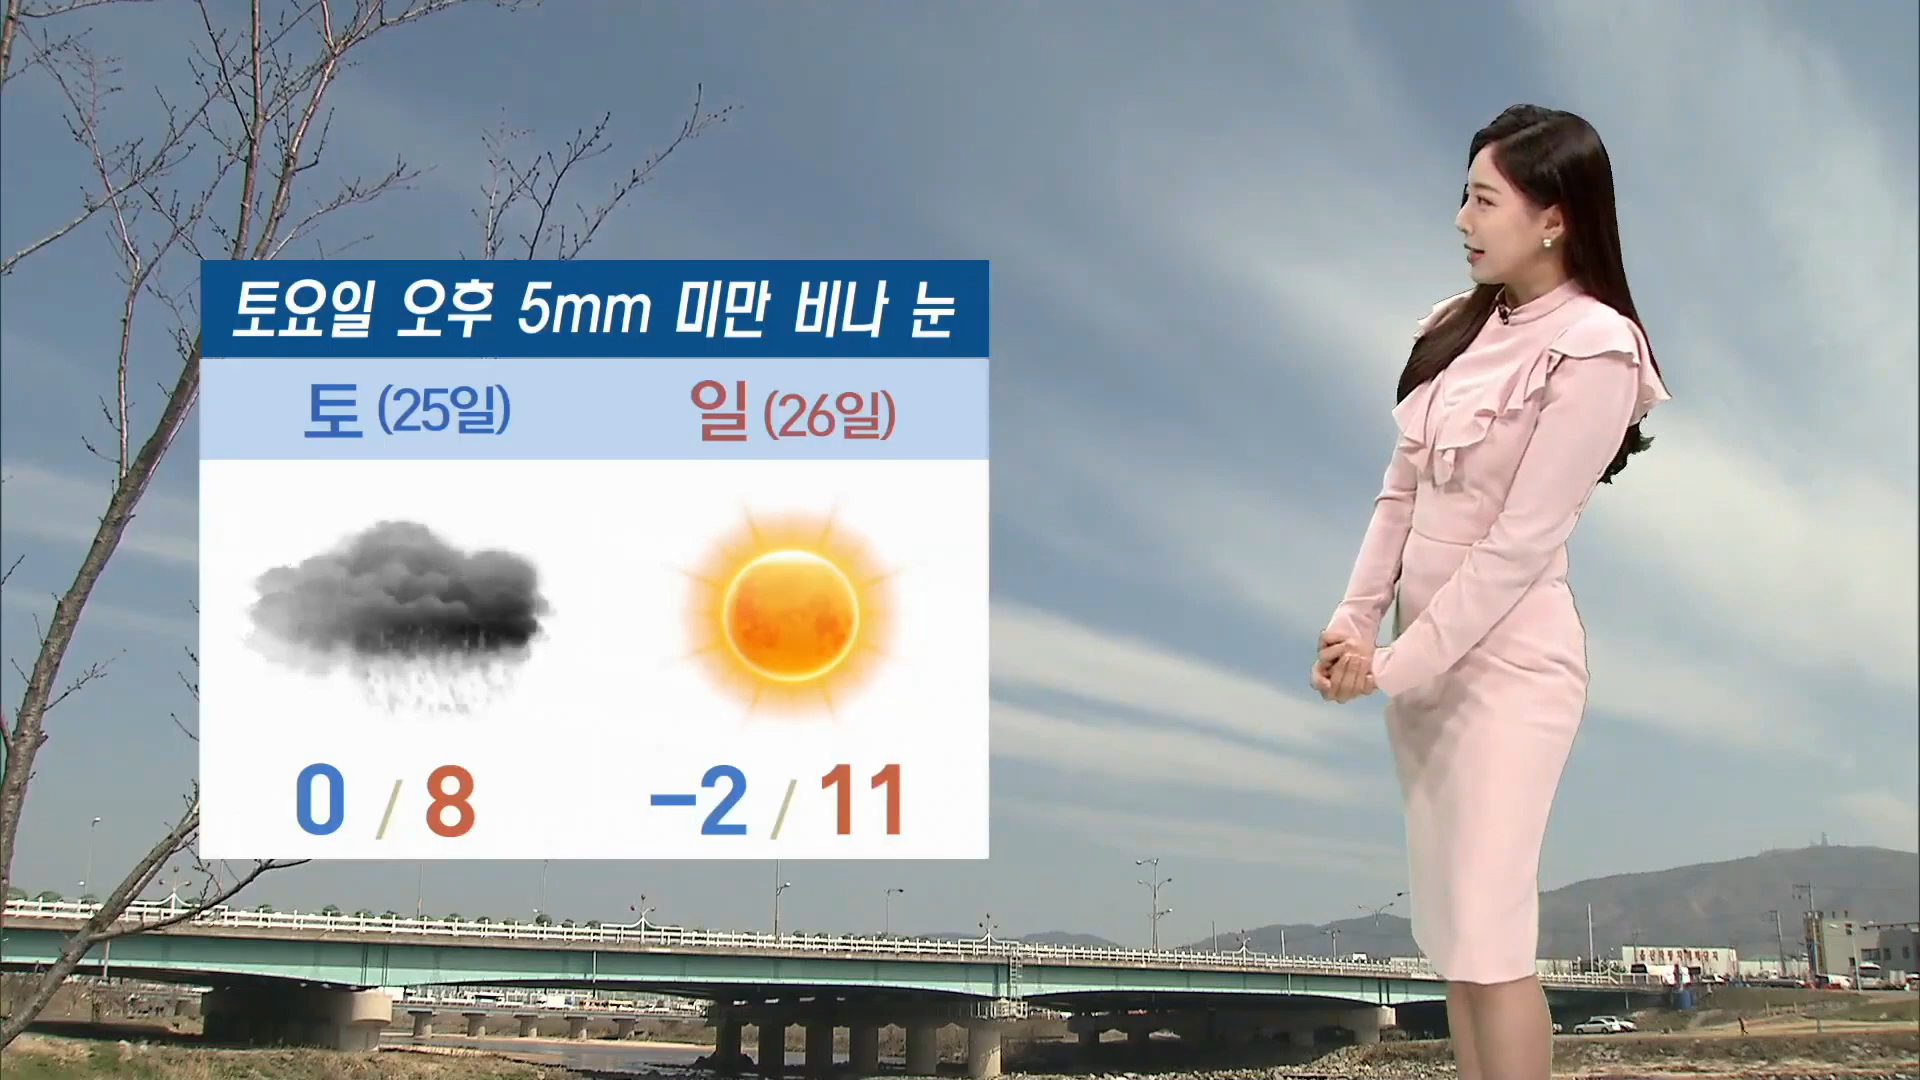 토요일 오후 5mm 미만 비나 눈
토 (25일) 일 (26일)
0 / 8 -2 / 11